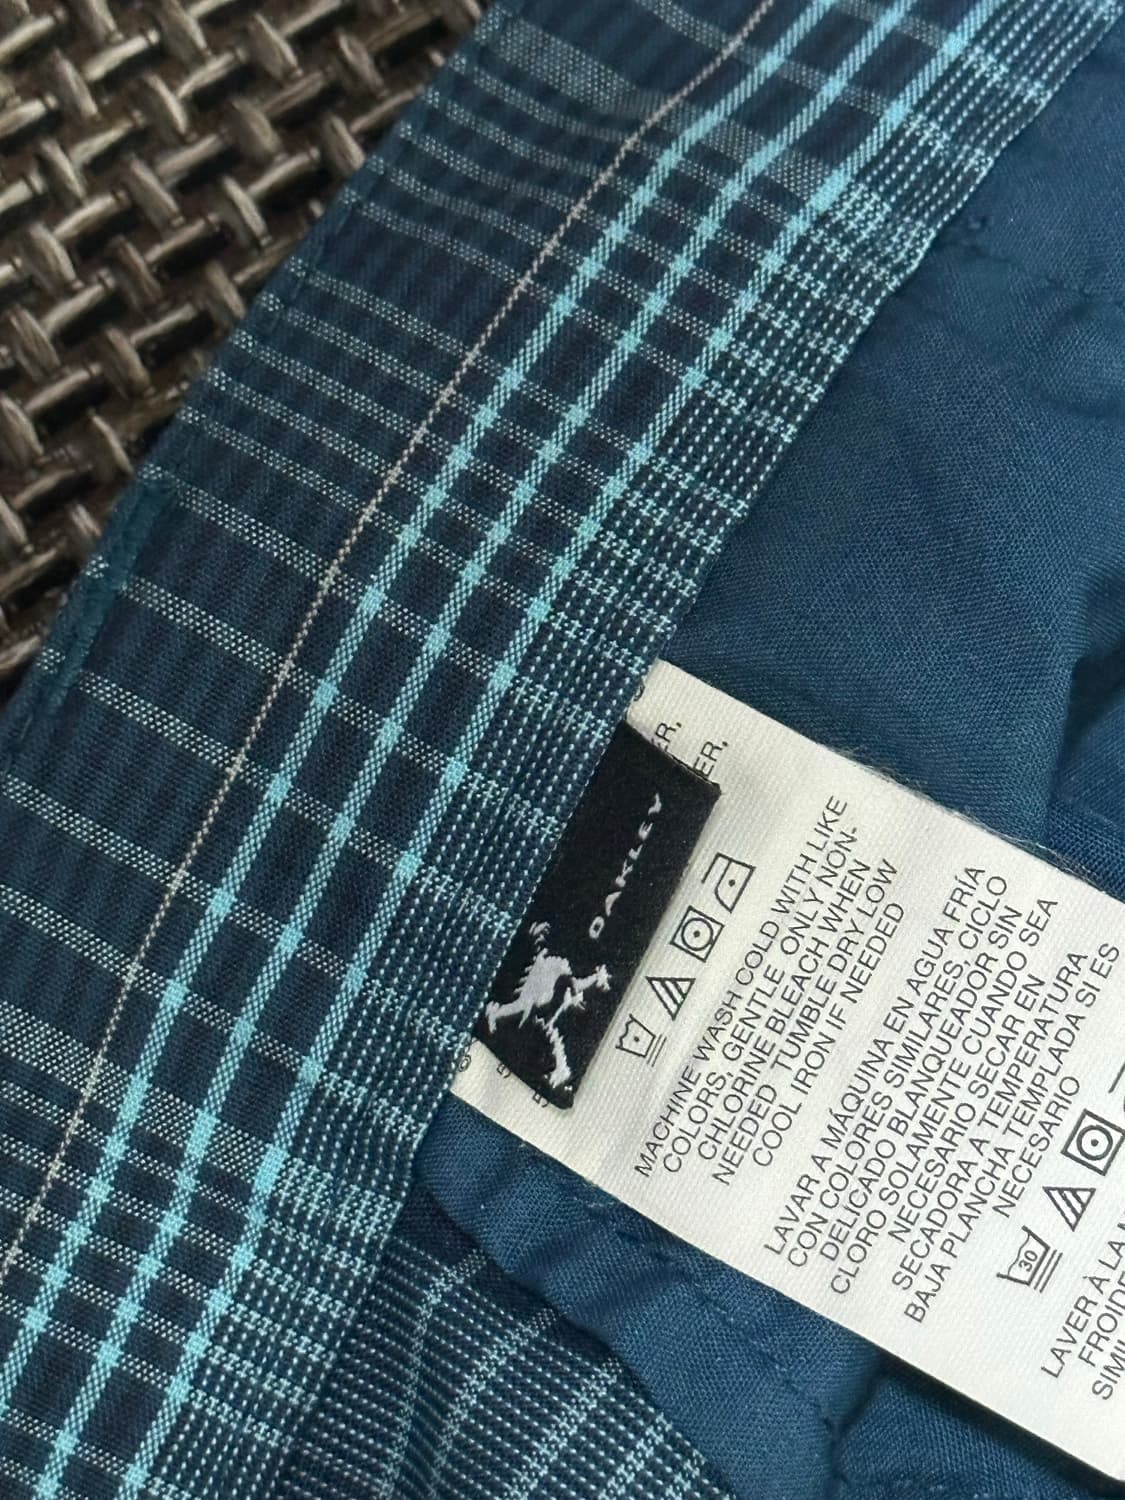 OAKLEY
ER.
ER.
MACHINE WASH COLD WITH LIKE
COLORS, GENTLE ONLY NON-
CHLORINE BLEACH WHEN
NEEDED TUMBLE DRY LOW
COOL IRON IF NEEDED
LAVAR A MÁQUINA EN AGUA FRÍA
CON COLORES SIMILARES, CICLO
DELICADO BLANQUEADOR SIN
CLORO SOLAMENTE CUANDO SEA
NECESARIO SECAR EN
SECADORA A TEMPERATURA
BAJA PLANCHA TEMPLADA SI ES
NECESARIO
30
LAVER À LA
FROIDE
SIMIL